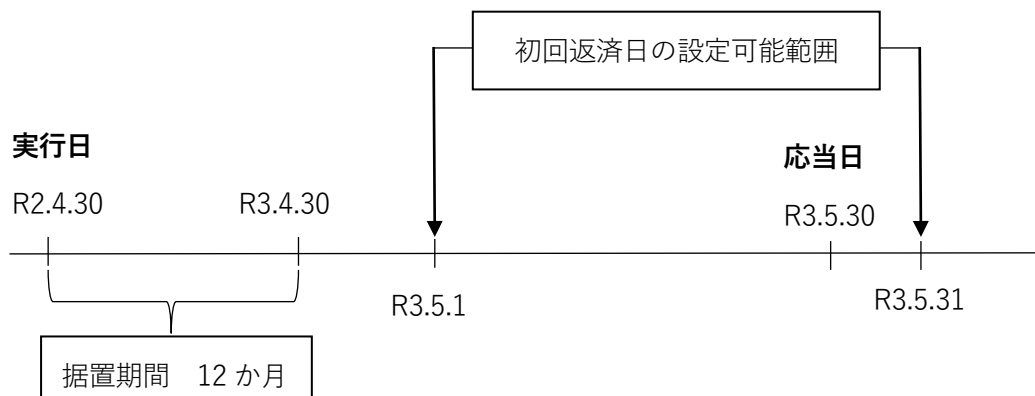 初回返済日の設定可能範囲
実行日
応当日
R2.4.30
R3.4.30
R3.5.30
R3.5.1
R3.5.31
据置期間　12 か月